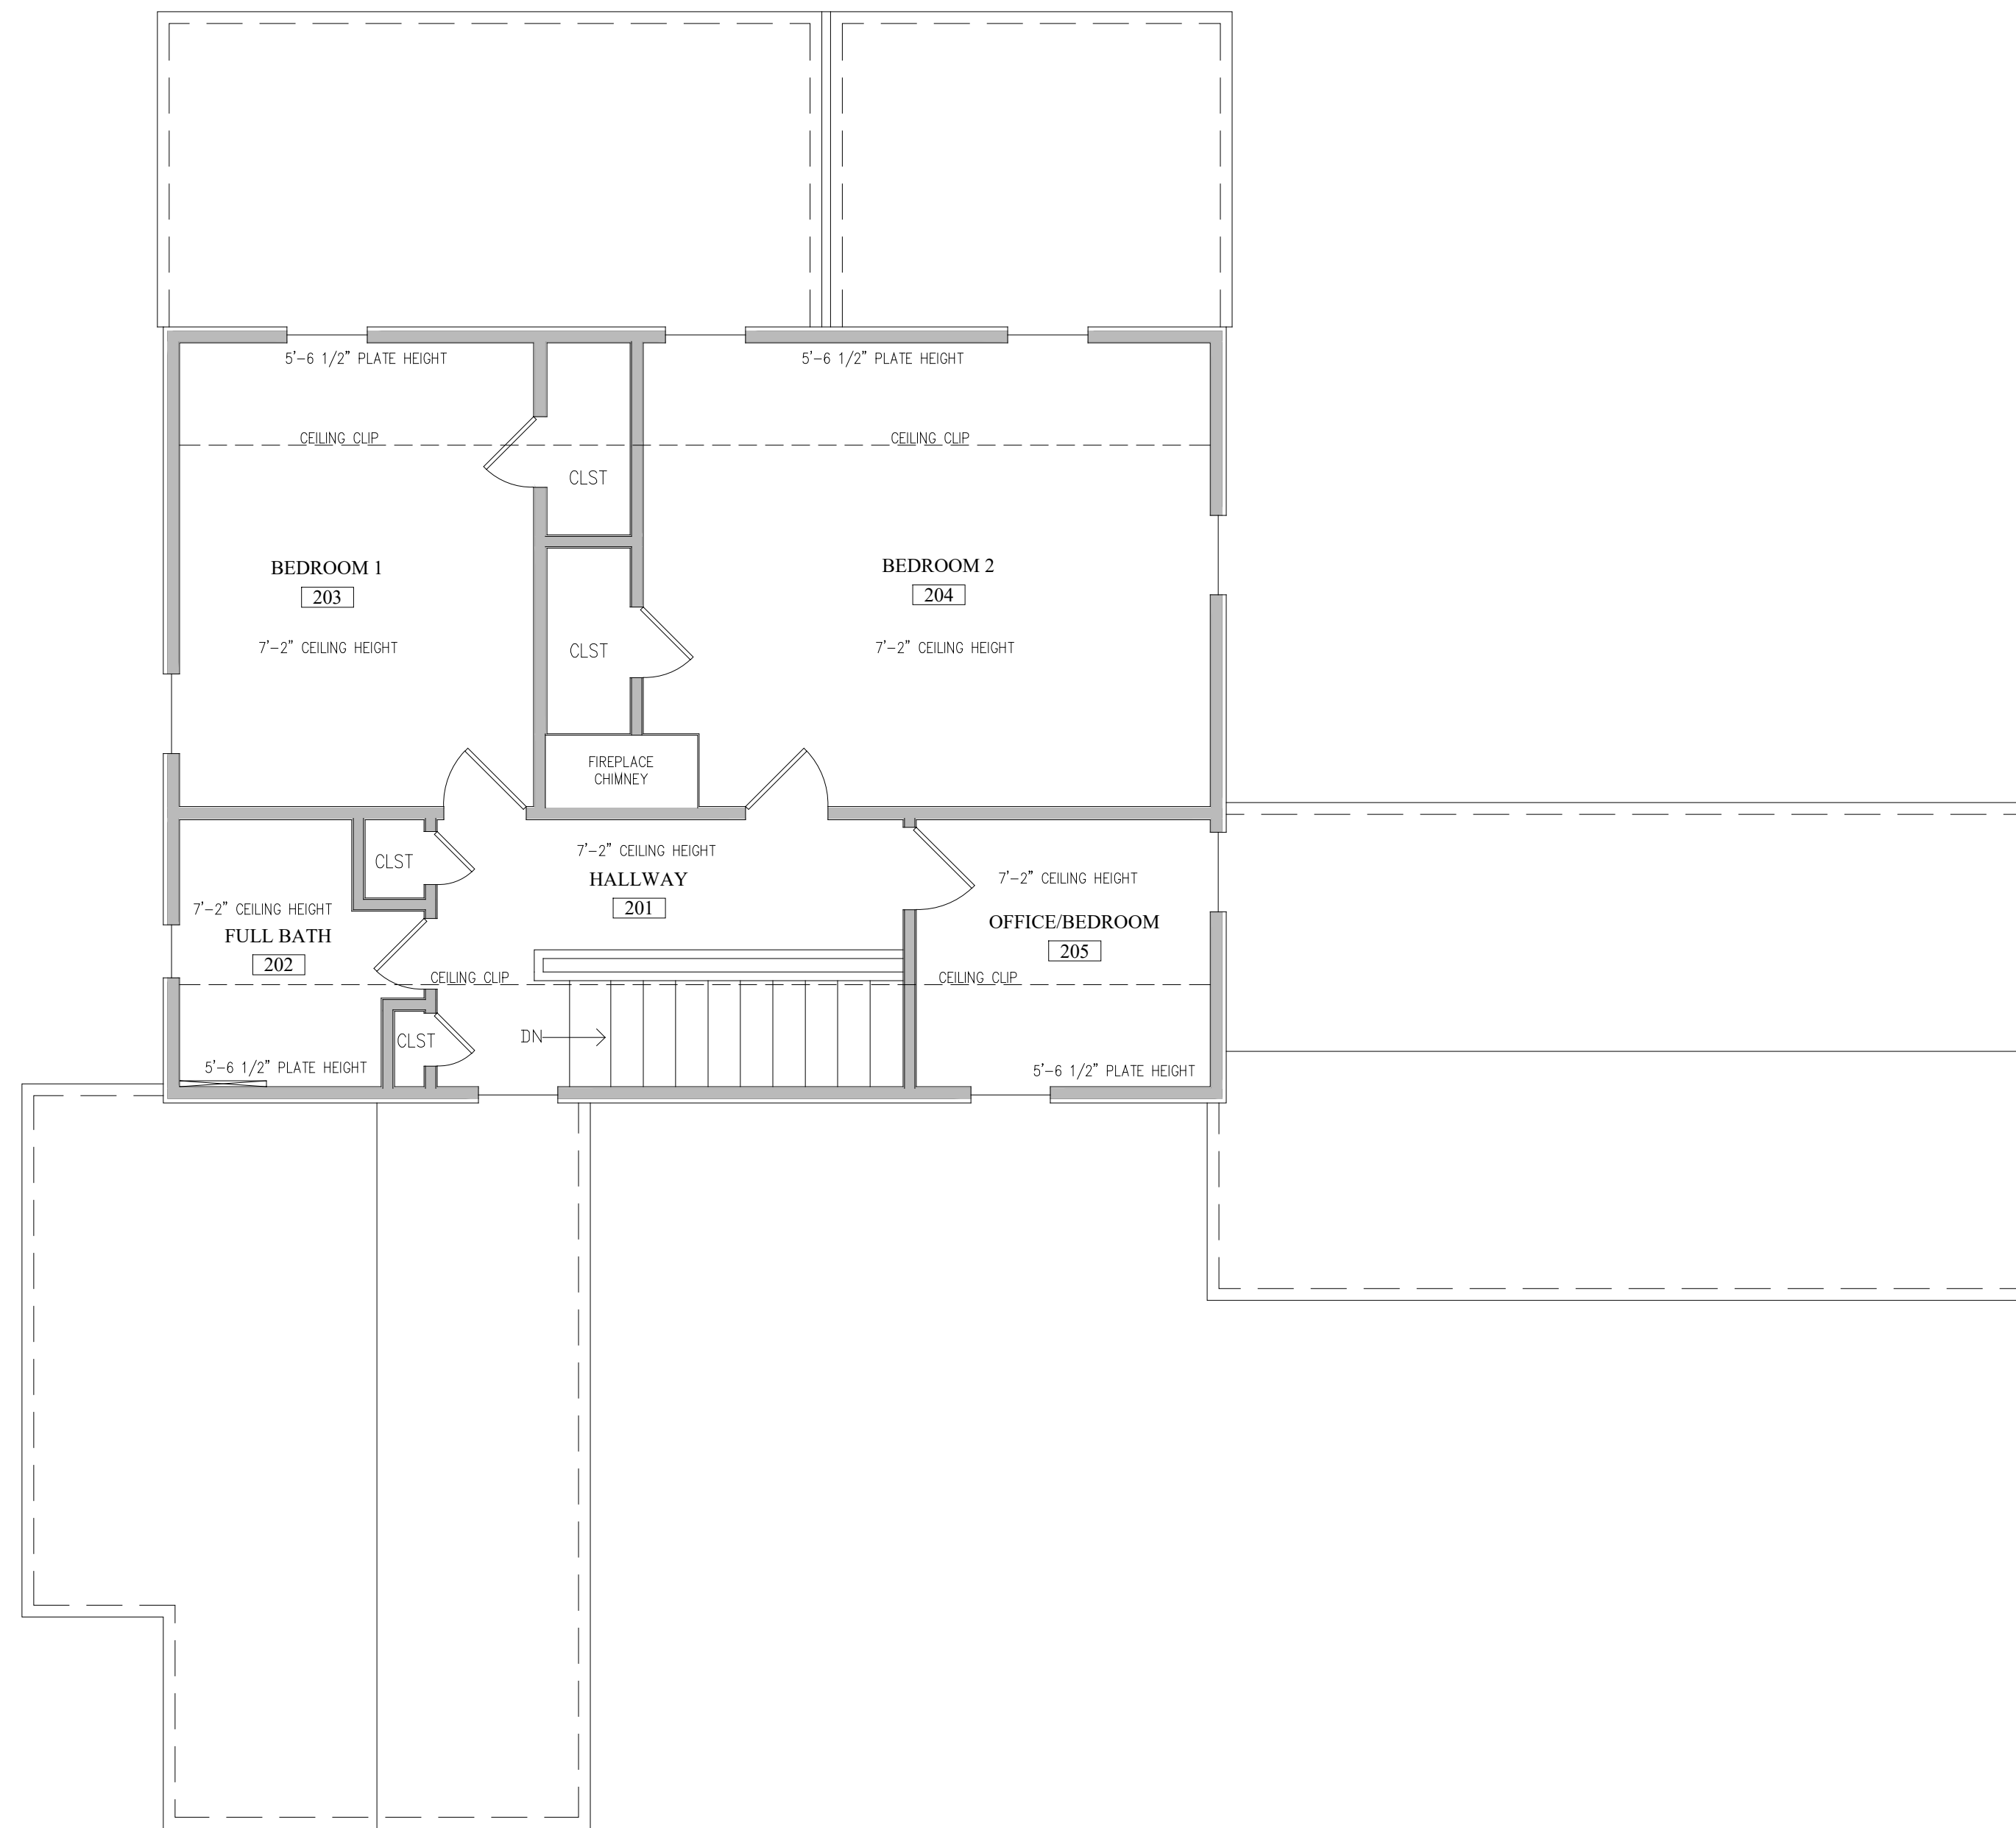 5'-6 1/2" PLATE HEIGHT
5'-6 1/2" PLATE HEIGHT
CEILING CLIP
CEILING CLIP
CLST
BEDROOM 1
203
7'-2" CEILING HEIGHT
BEDROOM 2
204
7'-2" CEILING HEIGHT
CLST
FIREPLACE
CHIMNEY
CLST
7'-2" CEILING HEIGHT
HALLWAY
201
7'-2" CEILING HEIGHT
OFFICE/BEDROOM
205
7'-2" CEILING HEIGHT
FULL BATH
202
CEILING CLIP
CEILING CLIP
DN
CLST
5'-6 1/2" PLATE HEIGHT
5'-6 1/2" PLATE HEIGHT